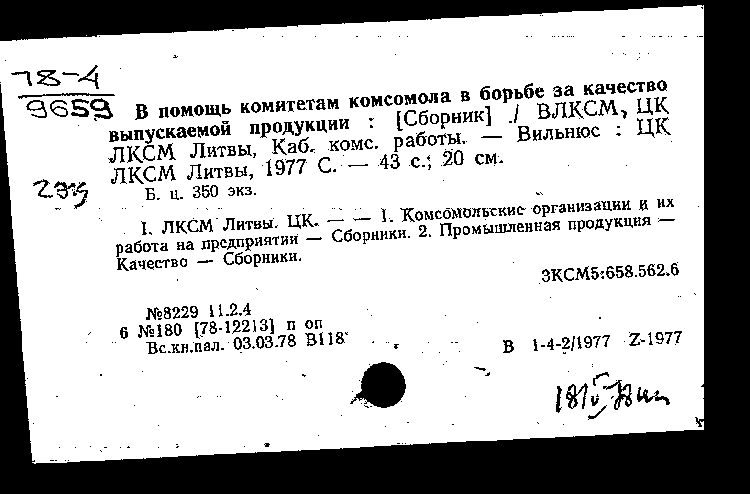 78-4
9659
В помощь комитетам комсомола в борьбе за качество
выпускаемой продукции : [Сборник] / ВЛКСМ, ЦК
ЛКСМ Литвы, Каб. комс. работы. — Вильнюс : ЦК
ЛКСМ Литвы, 1977 С. — 43 с.; 20 см.
2 экз
Б. ц. 350 экз.
I. ЛКСМ Литвы. ЦК. — — 1. Комсомольские организации и их
работа на предприятии — Сборники. 2. Промышленная продукция —
Качество — Сборники.
ЗКСМ5:658.562.6
№8229 11.2.4
6 №180 [78-12213] п оп
Вс.кн.пал. 03.03.78 В118
В 1-4-2/1977 Z-1977